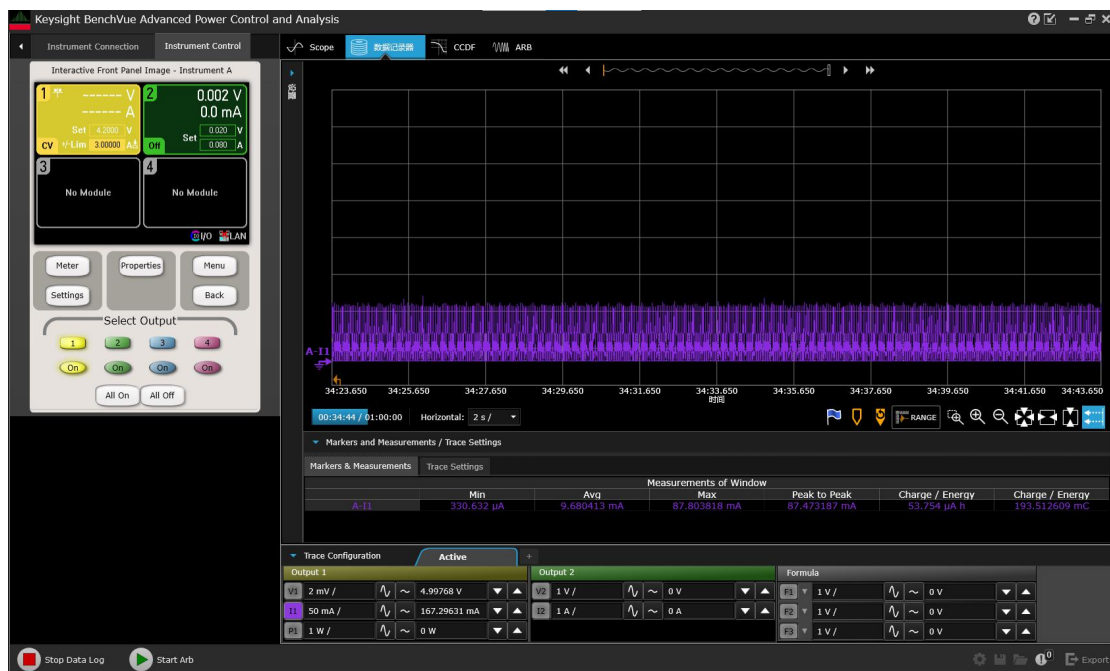 Keysight BenchVue Advanced Power Control and Analysis
Instrument Connection Instrument Control
Scope 数据记录器 CCDF ARB
Interactive Front Panel Image - Instrument A
1 ------ V 2 0.002 V
------ A 0.0 mA
Set 4.2000 V Set 0.020 V
CV +/-Lim 3.00000 A Off 0.080 A
3 4
No Module No Module
I/O LAN
Meter Properties Menu
Settings Back
Select Output
1 2 3 4
On On On On
All On All Off
A-I1
34:23.650 34:25.650 34:27.650 34:29.650 34:31.650 34:33.650 34:35.650 34:37.650 34:39.650 34:41.650 34:43.650
时间
00:34:44 / 01:00:00 Horizontal: 2 s / RANGE
Markers and Measurements / Trace Settings
Markers & Measurements Trace Settings
Measurements of Window
Min Avg Max Peak to Peak Charge / Energy Charge / Energy
A-I1 330.632 µA 9.680413 mA 87.803818 mA 87.473187 mA 53.754 µA h 193.512609 mC
Trace Configuration Active +
Output 1 Output 2 Formula
V1 2 mV / 4.99768 V V2 1 V / 0 V F1 1 V / 0 V
I1 50 mA / 167.29631 mA I2 1 A / 0 A F2 1 V / 0 V
P1 1 W / 0 W F3 1 V / 0 V
Stop Data Log Start Arb 0 Export